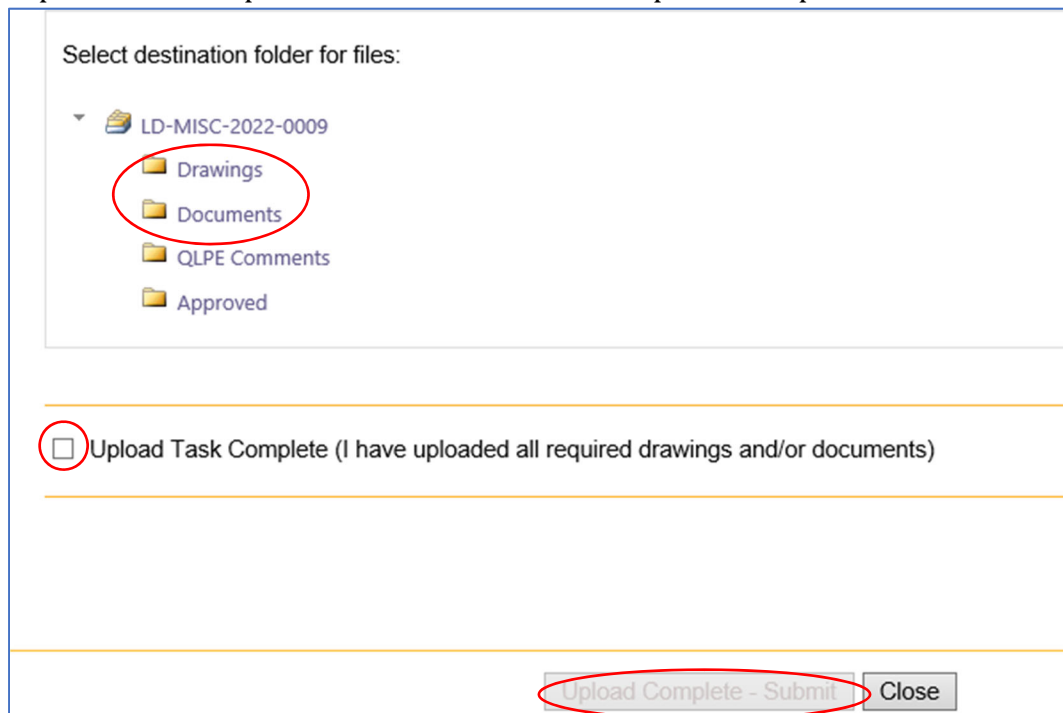 Select destination folder for files:
LD-MISC-2022-0009
Drawings
Documents
QLPE Comments
Approved
Upload Task Complete (I have uploaded all required drawings and/or documents)
Upload Complete - Submit Close